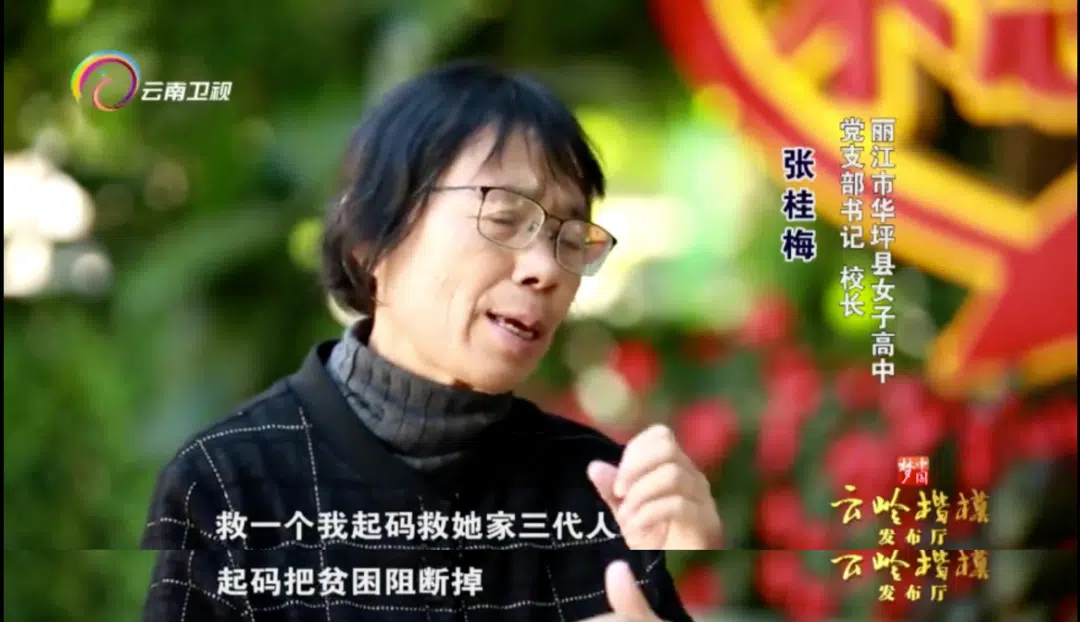 云南卫视
丽江市华坪县女子高中
党支部书记 校长
张桂梅
中国梦
云岭楷模
发布厅
救一个我起码救她家三代人
云岭楷模
发布厅
起码把贫困阻断掉